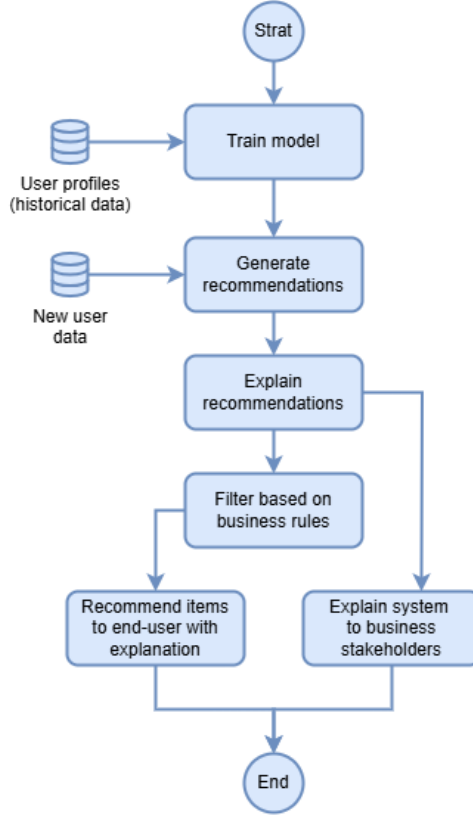 Strat
Train model
User profiles
(historical data)
Generate
recommendations
New user
data
Explain
recommendations
Filter based on
business rules
Recommend items
to end-user with
explanation
Explain system
to business
stakeholders
End